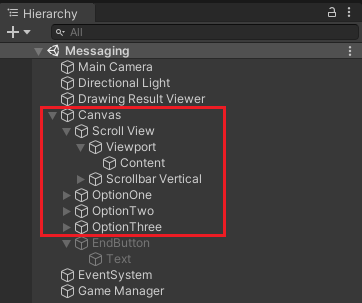 Hierarchy
All
Messaging
Main Camera
Directional Light
Drawing Result Viewer
Canvas
Scroll View
Viewport
Content
Scrollbar Vertical
OptionOne
OptionTwo
OptionThree
EndButton
Text
EventSystem
Game Manager